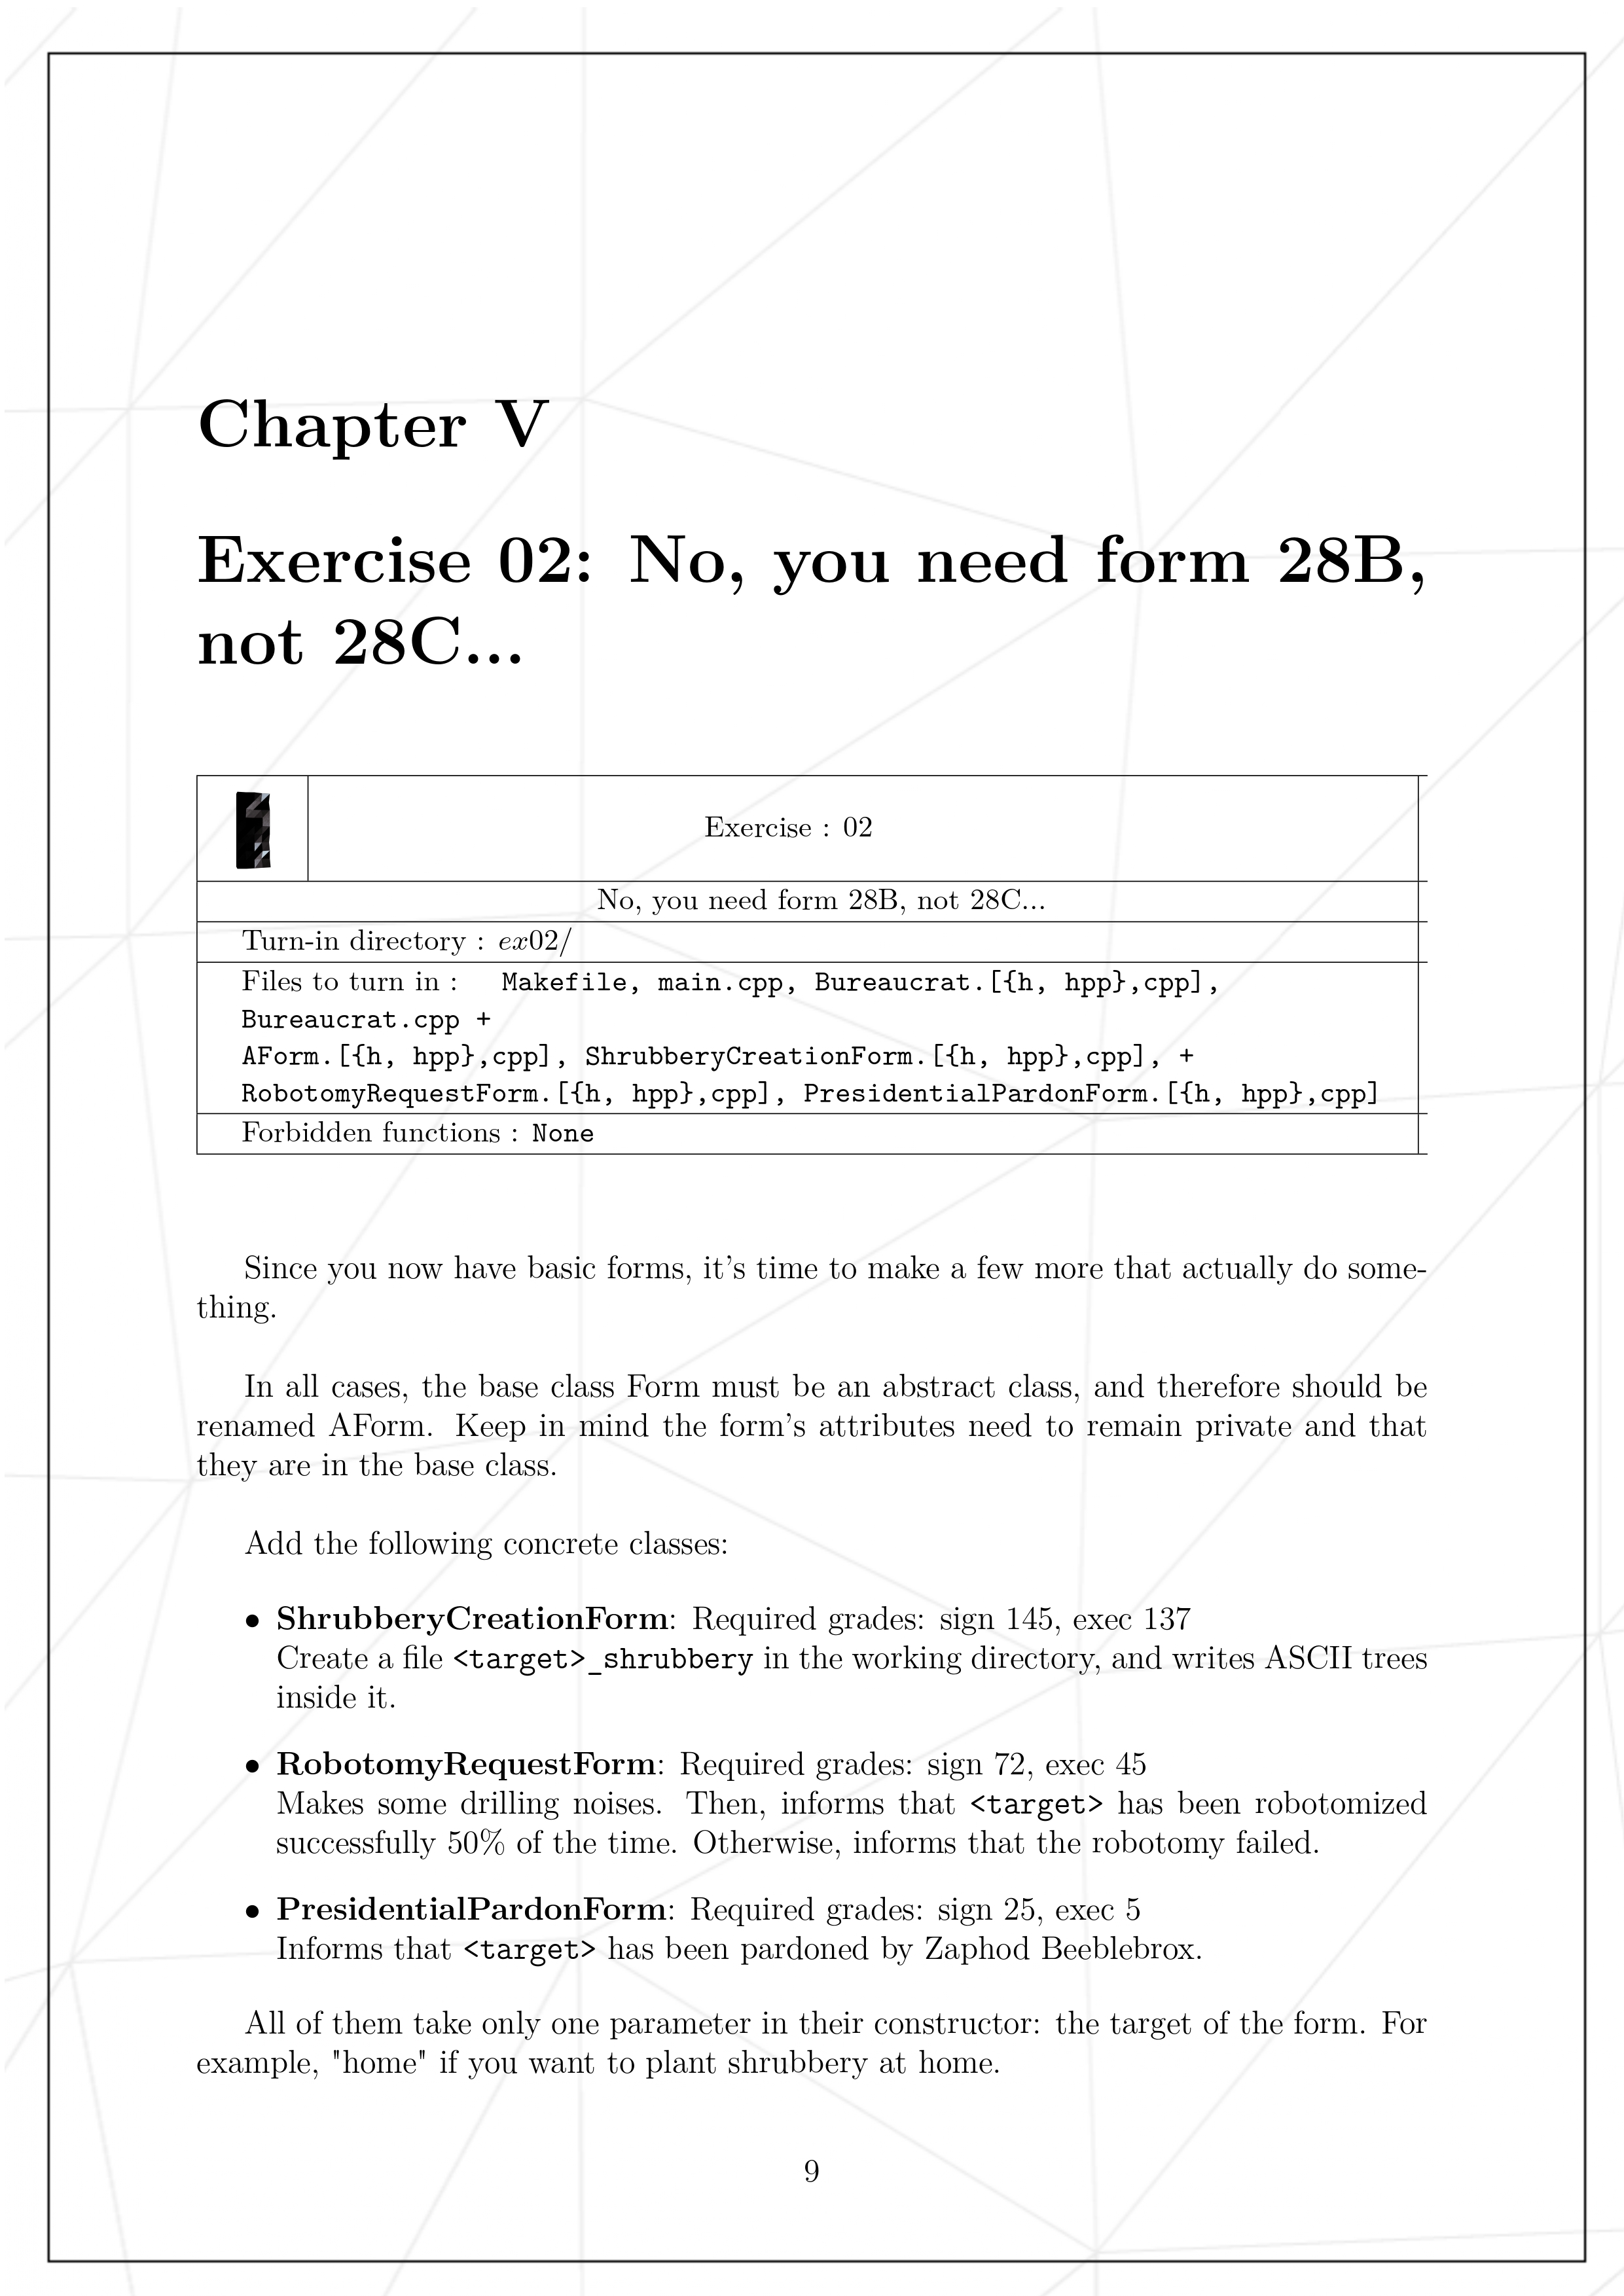 Chapter V
Exercise 02: No, you need form 28B,
not 28C...
Exercise : 02
No, you need form 28B, not 28C...
Turn-in directory : ex02/
Files to turn in : Makefile, main.cpp, Bureaucrat.[{h, hpp},cpp],
Bureaucrat.cpp +
AForm.[{h, hpp},cpp], ShrubberyCreationForm.[{h, hpp},cpp], +
RobotomyRequestForm.[{h, hpp},cpp], PresidentialPardonForm.[{h, hpp},cpp]
Forbidden functions : None
Since you now have basic forms, it's time to make a few more that actually do some-
thing.
In all cases, the base class Form must be an abstract class, and therefore should be
renamed AForm. Keep in mind the form's attributes need to remain private and that
they are in the base class.
Add the following concrete classes:
• ShrubberyCreationForm: Required grades: sign 145, exec 137
Create a file <target>_shrubbery in the working directory, and writes ASCII trees
inside it.
• RobotomyRequestForm: Required grades: sign 72, exec 45
Makes some drilling noises. Then, informs that <target> has been robotomized
successfully 50% of the time. Otherwise, informs that the robotomy failed.
• PresidentialPardonForm: Required grades: sign 25, exec 5
Informs that <target> has been pardoned by Zaphod Beeblebrox.
All of them take only one parameter in their constructor: the target of the form. For
example, "home" if you want to plant shrubbery at home.
9